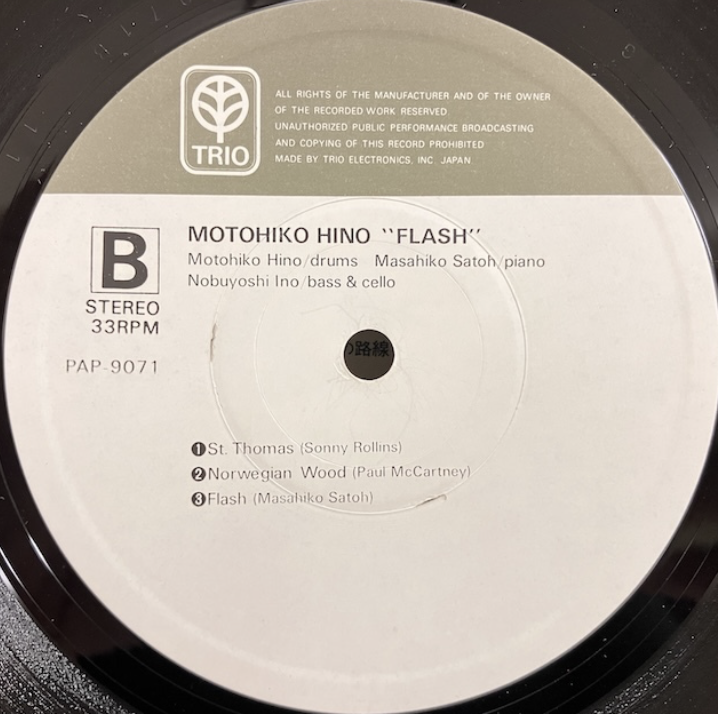 TRIO
ALL RIGHTS OF THE MANUFACTURER AND OF THE OWNER
OF THE RECORDED WORK RESERVED
UNAUTHORIZED PUBLIC PERFORMANCE BROADCASTING
AND COPYING OF THIS RECORD PROHIBITED
MADE BY TRIO ELECTRONICS. INC. JAPAN
B
STEREO
33RPM
PAP-9071
MOTOHIKO HINO "FLASH"
Motohiko Hino/drums Masahiko Satoh/piano
Nobuyoshi Ino/bass & cello
の路線
❶St. Thomas (Sonny Rollins)
❷Norwegian Wood (Paul McCartney)
❸Flash (Masahiko Satoh)